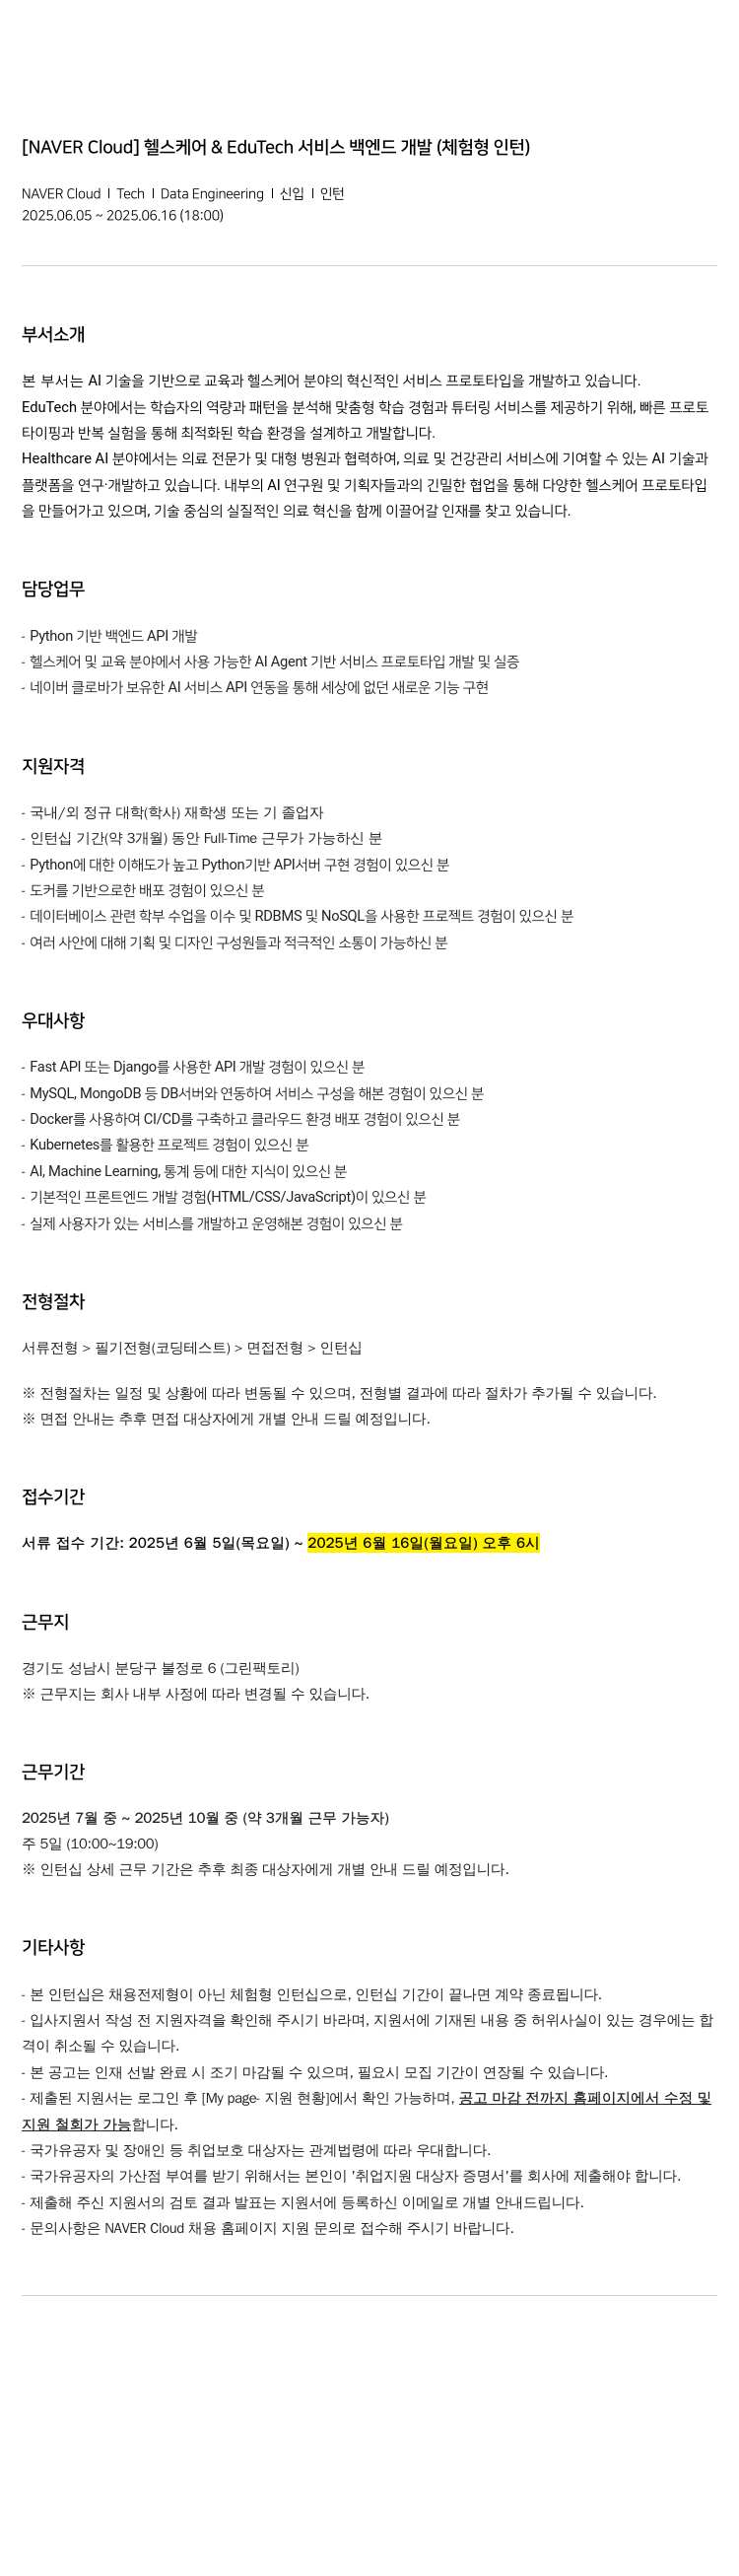 [NAVER Cloud] 헬스케어 & EduTech 서비스 백엔드 개발 (체험형 인턴)
NAVER Cloud ㅣ Tech ㅣ Data Engineering ㅣ 신입 ㅣ 인턴
2025.06.05 ~ 2025.06.16 (18:00)
부서소개
본 부서는 AI 기술을 기반으로 교육과 헬스케어 분야의 혁신적인 서비스 프로토타입을 개발하고 있습니다.
EduTech 분야에서는 학습자의 역량과 패턴을 분석해 맞춤형 학습 경험과 튜터링 서비스를 제공하기 위해, 빠른 프로토
타이핑과 반복 실험을 통해 최적화된 학습 환경을 설계하고 개발합니다.
Healthcare AI 분야에서는 의료 전문가 및 대형 병원과 협력하여, 의료 및 건강관리 서비스에 기여할 수 있는 AI 기술과
플랫폼을 연구·개발하고 있습니다. 내부의 AI 연구원 및 기획자들과의 긴밀한 협업을 통해 다양한 헬스케어 프로토타입
을 만들어가고 있으며, 기술 중심의 실질적인 의료 혁신을 함께 이끌어갈 인재를 찾고 있습니다.
담당업무
- Python 기반 백엔드 API 개발
- 헬스케어 및 교육 분야에서 사용 가능한 AI Agent 기반 서비스 프로토타입 개발 및 실증
- 네이버 클로바가 보유한 AI 서비스 API 연동을 통해 세상에 없던 새로운 기능 구현
지원자격
- 국내/외 정규 대학(학사) 재학생 또는 기 졸업자
- 인턴십 기간(약 3개월) 동안 Full-Time 근무가 가능하신 분
- Python에 대한 이해도가 높고 Python기반 API서버 구현 경험이 있으신 분
- 도커를 기반으로한 배포 경험이 있으신 분
- 데이터베이스 관련 학부 수업을 이수 및 RDBMS 및 NoSQL을 사용한 프로젝트 경험이 있으신 분
- 여러 사안에 대해 기획 및 디자인 구성원들과 적극적인 소통이 가능하신 분
우대사항
- Fast API 또는 Django를 사용한 API 개발 경험이 있으신 분
- MySQL, MongoDB 등 DB서버와 연동하여 서비스 구성을 해본 경험이 있으신 분
- Docker를 사용하여 CI/CD를 구축하고 클라우드 환경 배포 경험이 있으신 분
- Kubernetes를 활용한 프로젝트 경험이 있으신 분
- AI, Machine Learning, 통계 등에 대한 지식이 있으신 분
- 기본적인 프론트엔드 개발 경험(HTML/CSS/JavaScript)이 있으신 분
- 실제 사용자가 있는 서비스를 개발하고 운영해본 경험이 있으신 분
전형절차
서류전형 > 필기전형(코딩테스트) > 면접전형 > 인턴십
※ 전형절차는 일정 및 상황에 따라 변동될 수 있으며, 전형별 결과에 따라 절차가 추가될 수 있습니다.
※ 면접 안내는 추후 면접 대상자에게 개별 안내 드릴 예정입니다.
접수기간
서류 접수 기간: 2025년 6월 5일(목요일) ~ 2025년 6월 16일(월요일) 오후 6시
근무지
경기도 성남시 분당구 불정로 6 (그린팩토리)
※ 근무지는 회사 내부 사정에 따라 변경될 수 있습니다.
근무기간
2025년 7월 중 ~ 2025년 10월 중 (약 3개월 근무 가능자)
주 5일 (10:00~19:00)
※ 인턴십 상세 근무 기간은 추후 최종 대상자에게 개별 안내 드릴 예정입니다.
기타사항
- 본 인턴십은 채용전제형이 아닌 체험형 인턴십으로, 인턴십 기간이 끝나면 계약 종료됩니다.
- 입사지원서 작성 전 지원자격을 확인해 주시기 바라며, 지원서에 기재된 내용 중 허위사실이 있는 경우에는 합
격이 취소될 수 있습니다.
- 본 공고는 인재 선발 완료 시 조기 마감될 수 있으며, 필요시 모집 기간이 연장될 수 있습니다.
- 제출된 지원서는 로그인 후 [My page- 지원 현황]에서 확인 가능하며, 공고 마감 전까지 홈페이지에서 수정 및
지원 철회가 가능합니다.
- 국가유공자 및 장애인 등 취업보호 대상자는 관계법령에 따라 우대합니다.
- 국가유공자의 가산점 부여를 받기 위해서는 본인이 '취업지원 대상자 증명서'를 회사에 제출해야 합니다.
- 제출해 주신 지원서의 검토 결과 발표는 지원서에 등록하신 이메일로 개별 안내드립니다.
- 문의사항은 NAVER Cloud 채용 홈페이지 지원 문의로 접수해 주시기 바랍니다.